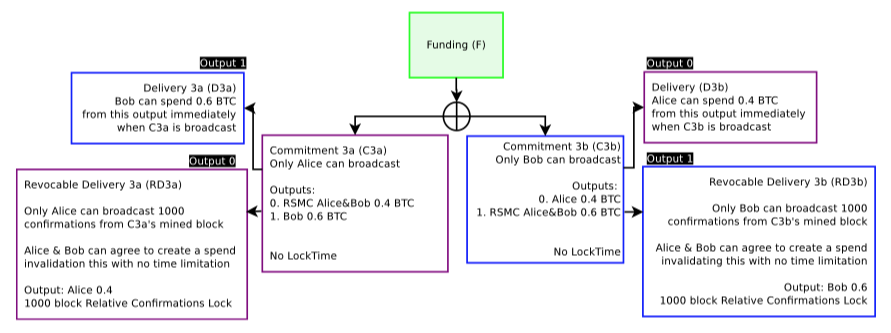 Funding (F)
Output 1
Delivery 3a (D3a)
Bob can spend 0.6 BTC
from this output immediately
when C3a is broadcast
Output 0
Revocable Delivery 3a (RD3a)
Only Alice can broadcast 1000
confirmations from C3a's mined block
Alice & Bob can agree to create a spend
invalidation this with no time limitation
Output: Alice 0.4
1000 block Relative Confirmations Lock
Commitment 3a (C3a)
Only Alice can broadcast
Outputs:
0. RSMC Alice&Bob 0.4 BTC
1. Bob 0.6 BTC
No LockTime
Commitment 3b (C3b)
Only Bob can broadcast
Outputs:
0. Alice 0.4 BTC
1. RSMC Alice&Bob 0.6 BTC
No LockTime
Output 0
Delivery (D3b)
Alice can spend 0.4 BTC
from this output immediately
when C3b is broadcast
Output 1
Revocable Delivery 3b (RD3b)
Only Bob can broadcast 1000
confirmations from C3b's mined block
Alice & Bob can agree to create a spend
invalidating this with no time limitation
Output: Bob 0.6
1000 block Relative Confirmations Lock